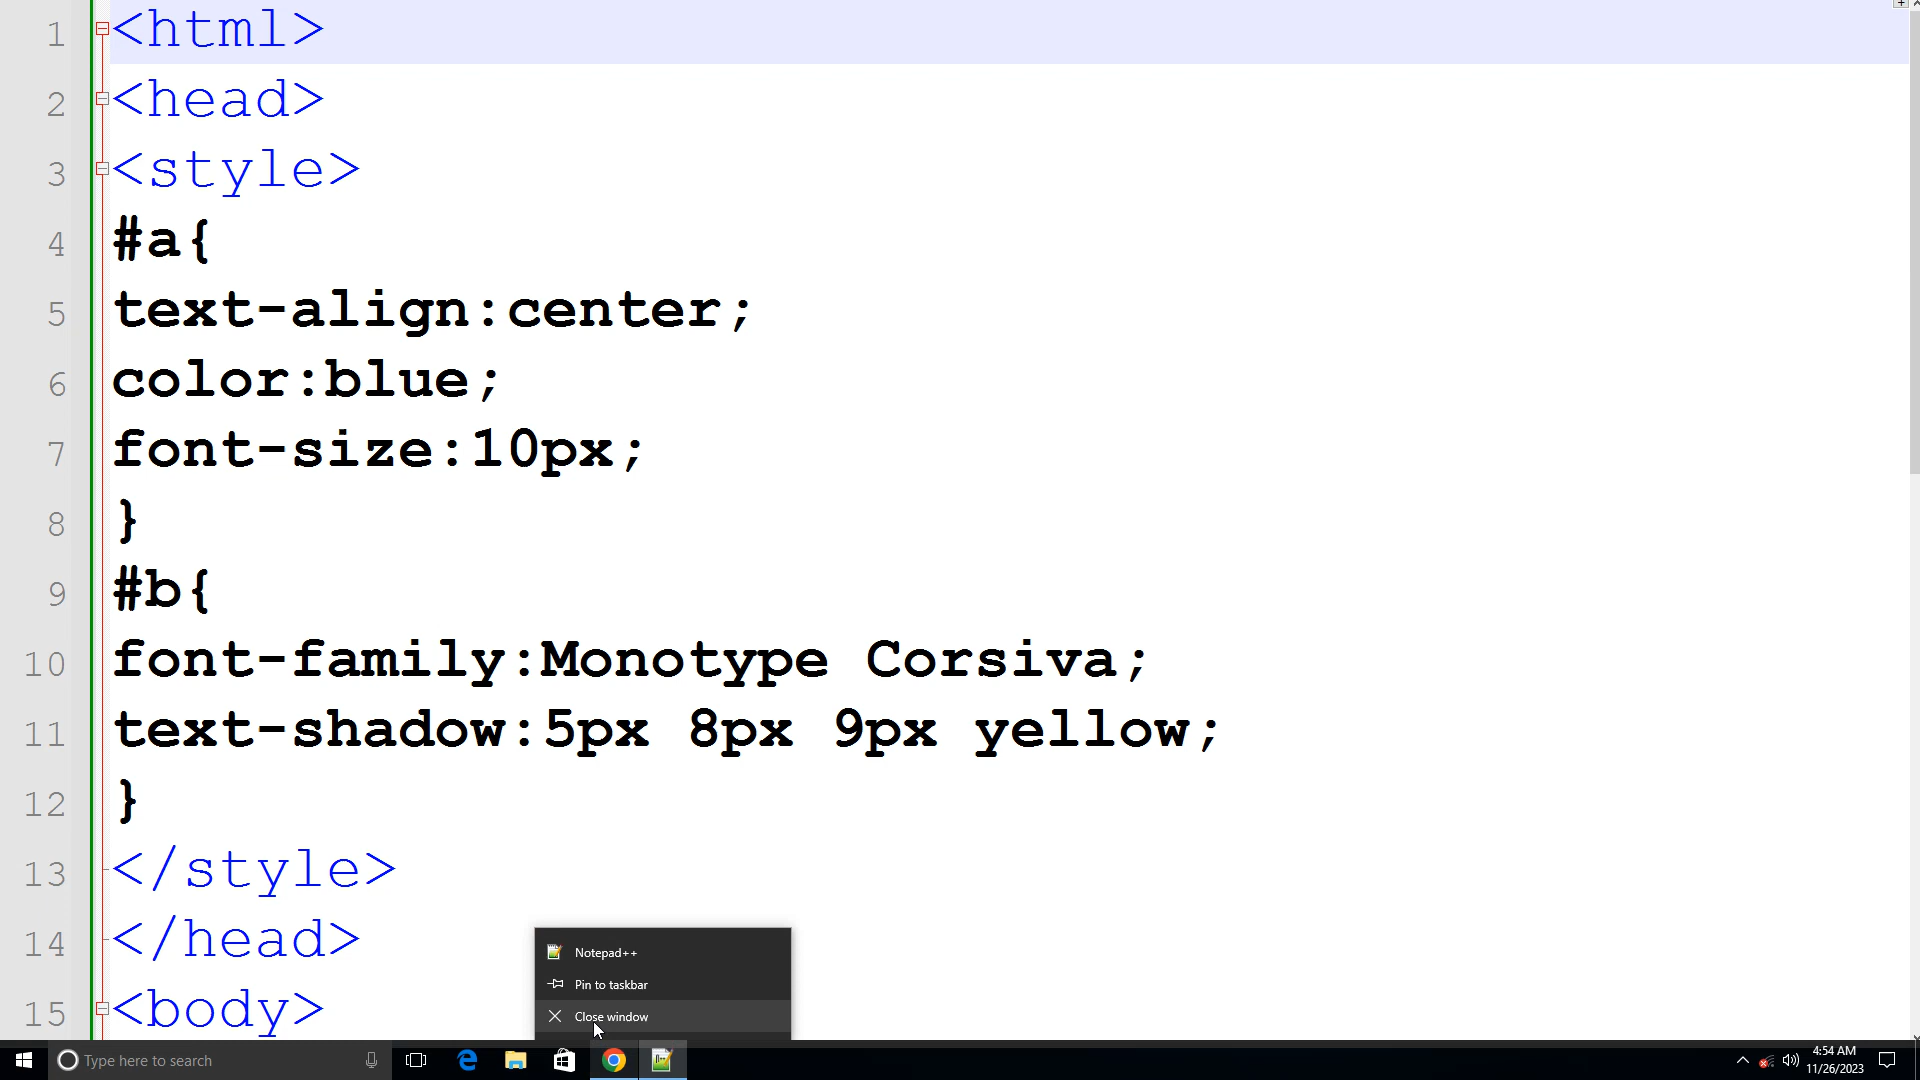 1 <html>
2 <head>
3 <style>
4 #a{
5 text-align:center;
6 color:blue;
7 font-size:10px;
8 }
9 #b{
10 font-family:Monotype Corsiva;
11 text-shadow:5px 8px 9px yellow;
12 }
13 </style>
14 </head>
15 <body>
Notepad++
Pin to taskbar
Close window
Type here to search
4:54 AM
11/26/2023